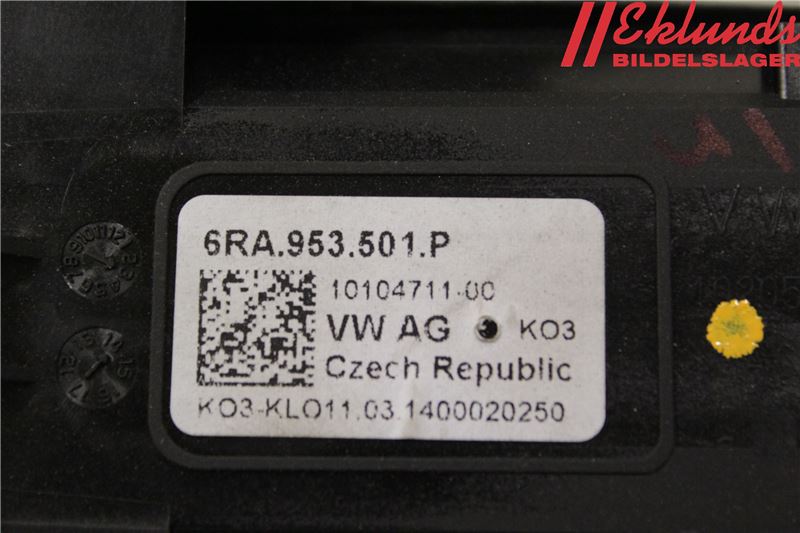 Eklunds
BILDELSLAGER
6RA.953.501.P
10104711-00
VW AG KO3
Czech Republic
KO3-KLO11.03.1400020250